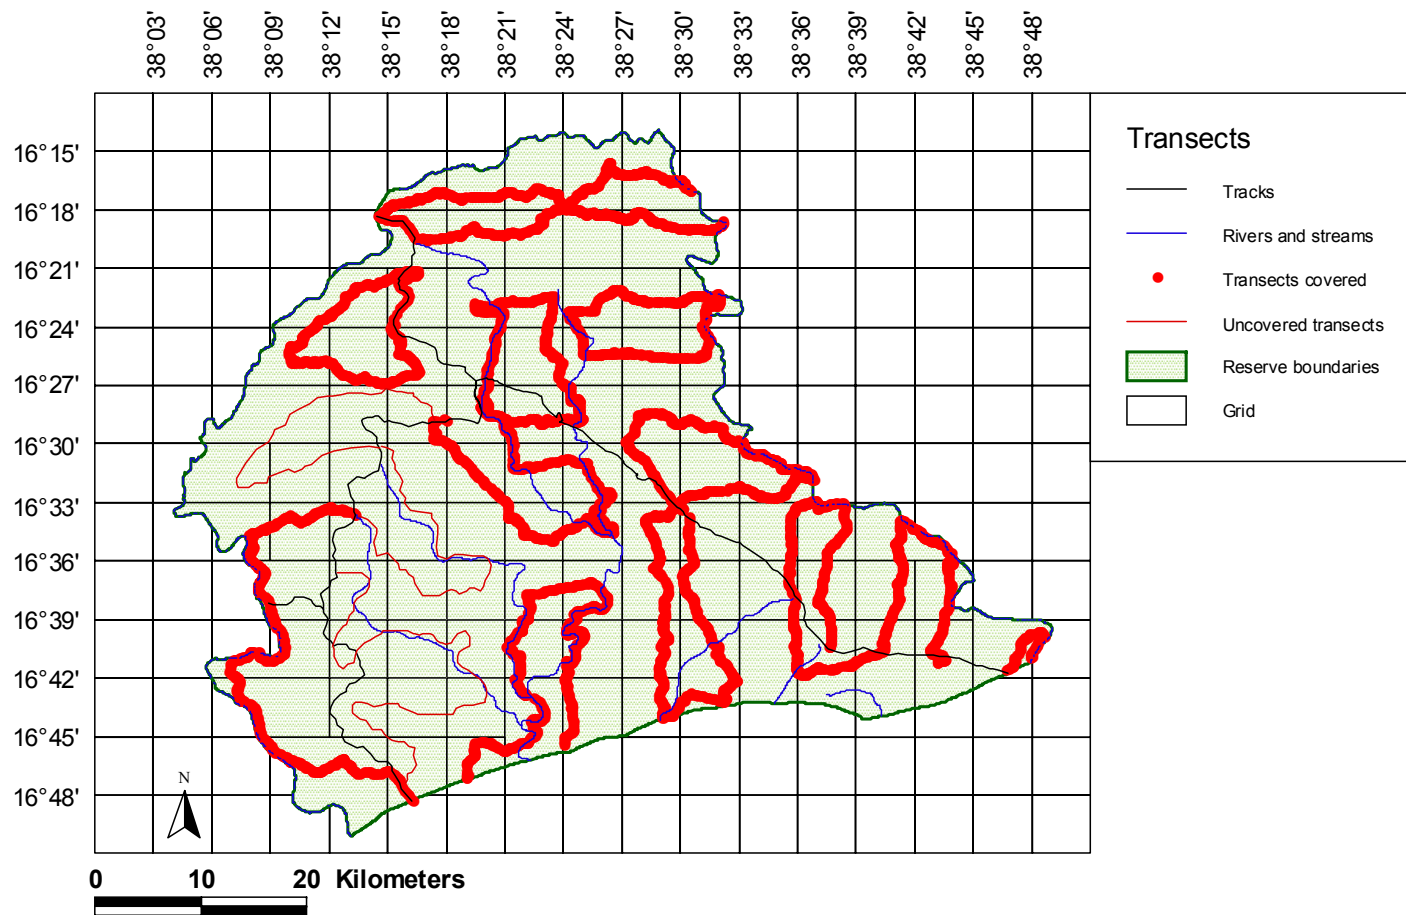 38°03' 38°06' 38°09' 38°12' 38°15' 38°18' 38°21' 38°24' 38°27' 38°30' 38°33' 38°36' 38°39' 38°42' 38°45' 38°48'
Transects
Tracks
Rivers and streams
Transects covered
Uncovered transects
Reserve boundaries
Grid
16°15'
16°18'
16°21'
16°24'
16°27'
16°30'
16°33'
16°36'
16°39'
16°42'
16°45'
16°48'
N
0 10 20 Kilometers